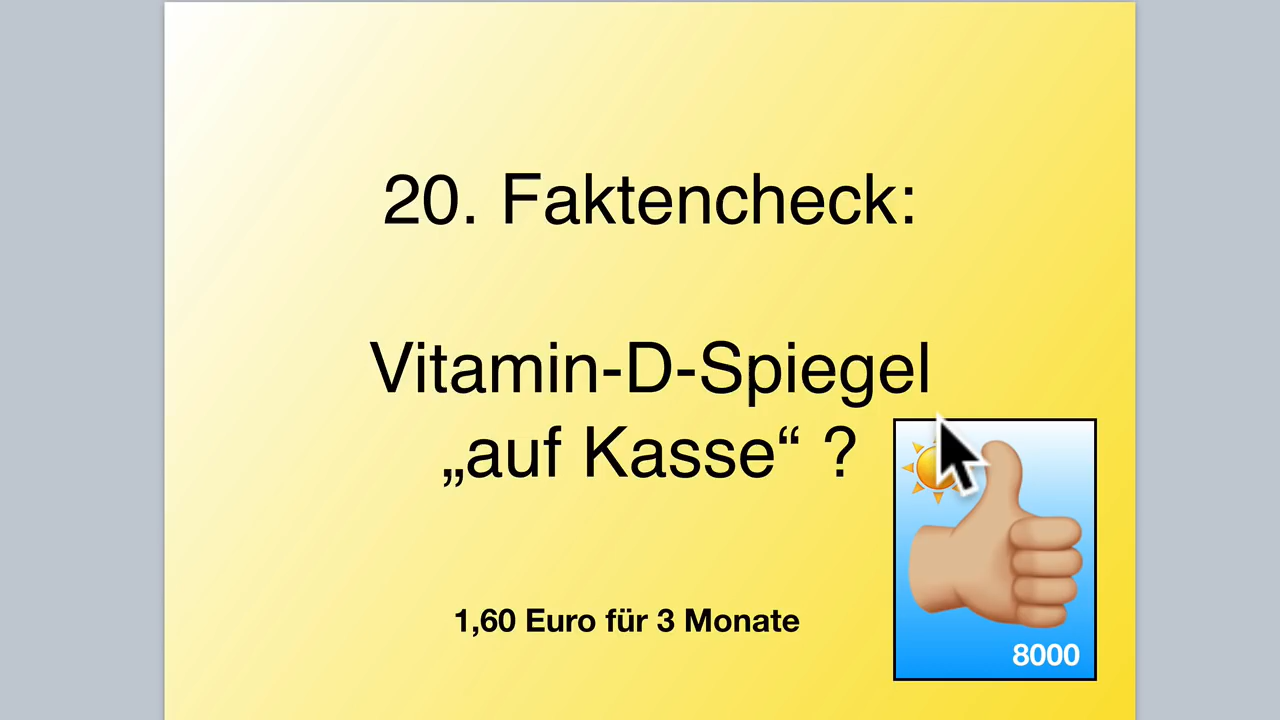 20. Faktencheck:
Vitamin-D-Spiegel
„auf Kasse“ ?
1,60 Euro für 3 Monate
8000